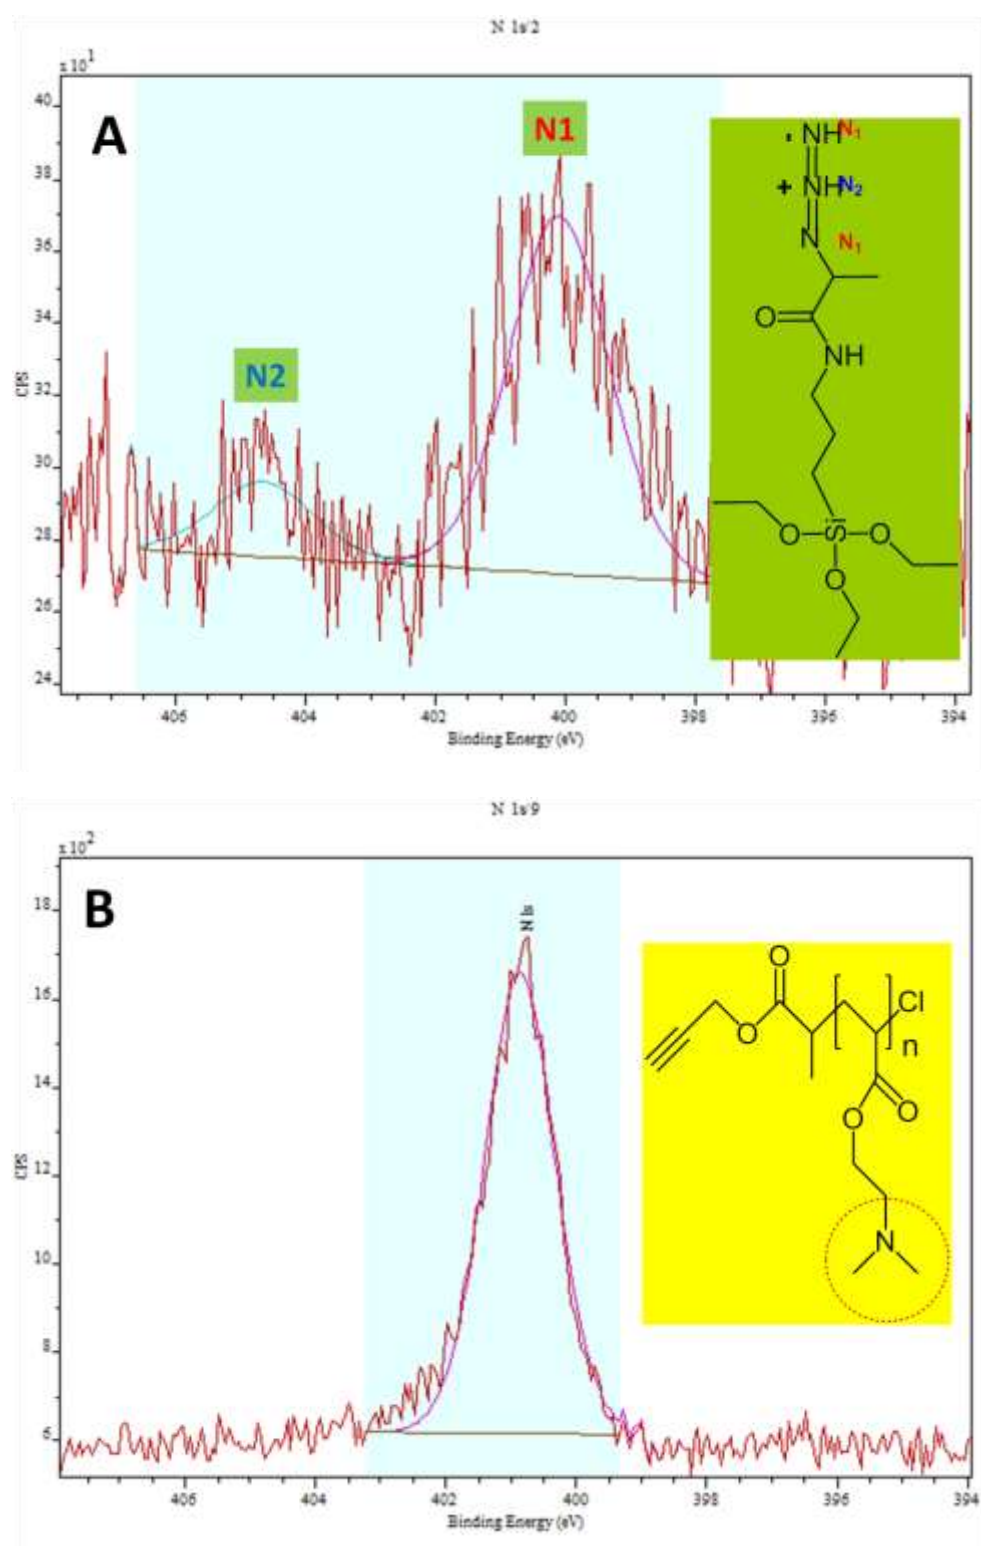 N 1s/2
x 10¹
A
N1
N2
40
38
36
34
32
30
28
26
24
CPS
406
404
402
400
398
396
394
Binding Energy (eV)
- NH N₁
+ NH N₂
N N₁
O
NH
O Si O
O
N 1s/9
x 10²
B
N 1s
18
16
14
12
10
8
6
CPS
406
404
402
400
398
396
394
Binding Energy (eV)
O
Cl
O
n
O
O
N